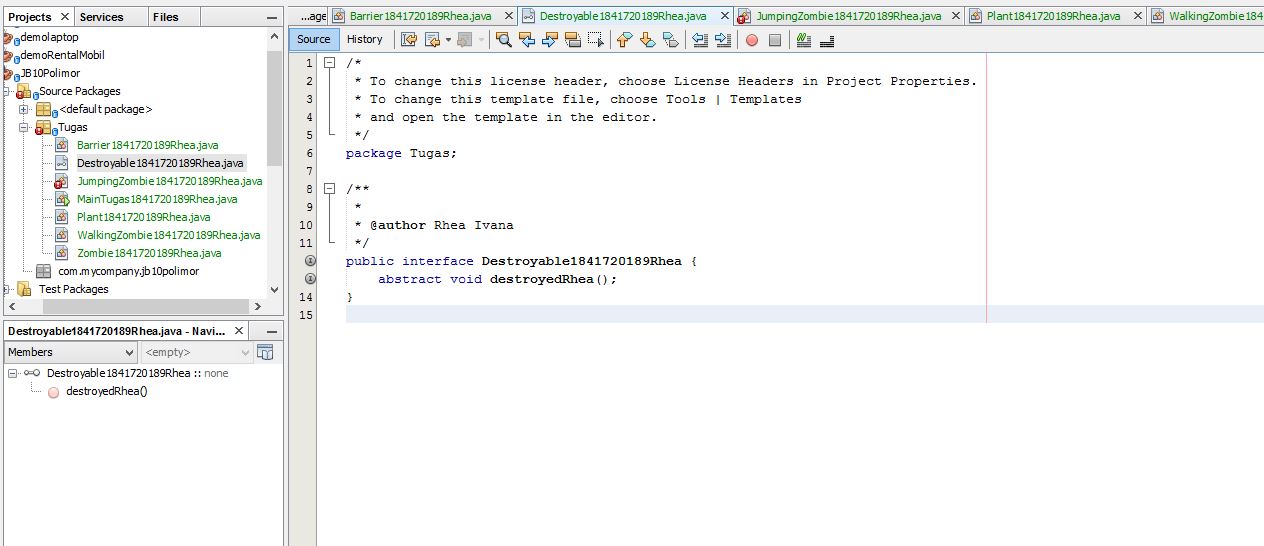 Projects
Services
Files
demolaptop
demoRentalMobil
JB10Polimor
Source Packages
<default package>
Tugas
Barrier1841720189Rhea.java
Destroyable1841720189Rhea.java
JumpingZombie1841720189Rhea.java
MainTugas1841720189Rhea.java
Plant1841720189Rhea.java
WalkingZombie1841720189Rhea.java
Zombie1841720189Rhea.java
com.mycompany.jb10polimor
Test Packages
Destroyable1841720189Rhea.java - Navi...
Members
<empty>
Destroyable1841720189Rhea :: none
destroyedRhea()
...age
Barrier1841720189Rhea.java
Destroyable1841720189Rhea.java
JumpingZombie1841720189Rhea.java
Plant1841720189Rhea.java
WalkingZombie184
Source
History
1 /*
2 * To change this license header, choose License Headers in Project Properties.
3 * To change this template file, choose Tools | Templates
4 * and open the template in the editor.
5 */
6 package Tugas;
7
8 /**
9 *
10 * @author Rhea Ivana
11 */
public interface Destroyable1841720189Rhea {
abstract void destroyedRhea();
14 }
15